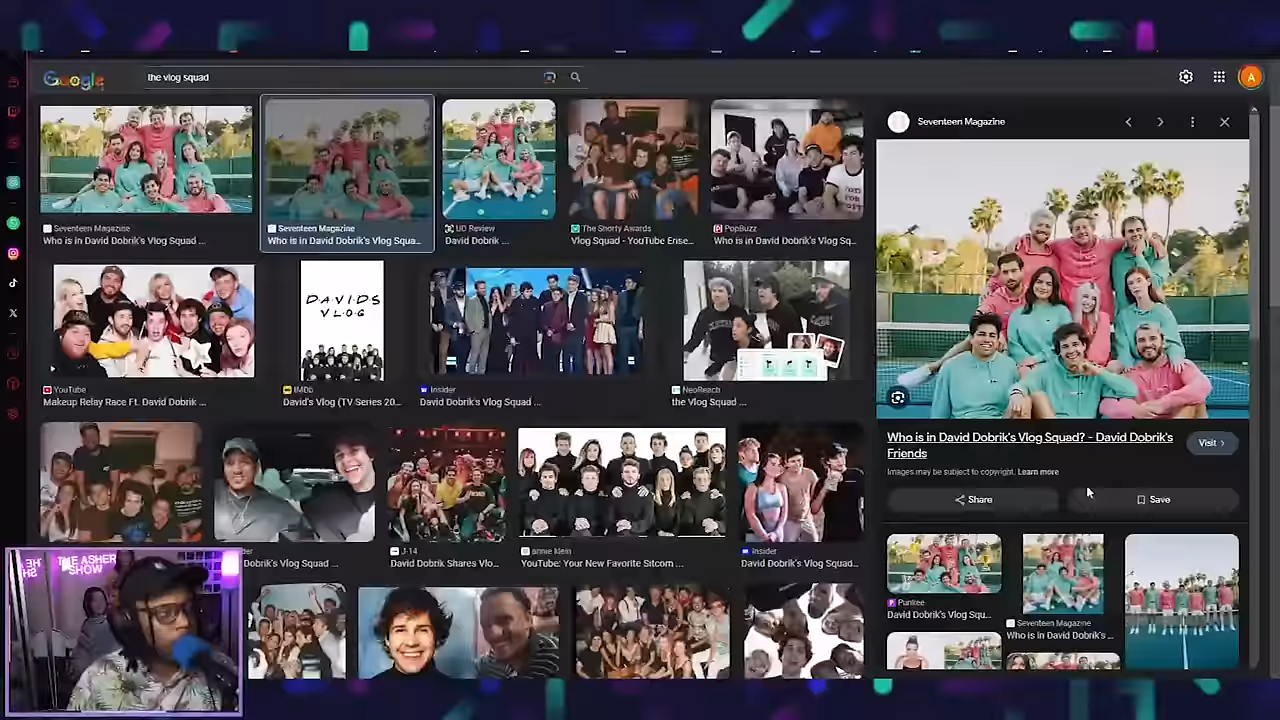 Google
the vlog squad
A
Seventeen Magazine
Seventeen Magazine
Who is in David Dobrik's Vlog Squad ...
Seventeen Magazine
Who is in David Dobrik's Vlog Squa...
UD Review
David Dobrik ...
The Shorty Awards
Vlog Squad - YouTube Ense...
PopBuzz
Who is in David Dobrik's Vlog Sq...
DAVIDS
VLOG
YouTube
Makeup Relay Race Ft. David Dobrik ...
IMDb
David's Vlog (TV Series 20...
Insider
David Dobrik's Vlog Squad ...
NeoReach
the Vlog Squad ...
Who is in David Dobrik's Vlog Squad? - David Dobrik's
Friends
Visit
Images may be subject to copyright. Learn more
Share
Save
der
David Dobrik's Vlog Squad ...
J-14
David Dobrik Shares Vlo...
annie klein
YouTube: Your New Favorite Sitcom ...
Insider
David Dobrik's Vlog Squad...
Punkee
David Dobrik's Vlog Squ...
Seventeen Magazine
Who is in David Dobrik's ...
THE ASHER
SHOW